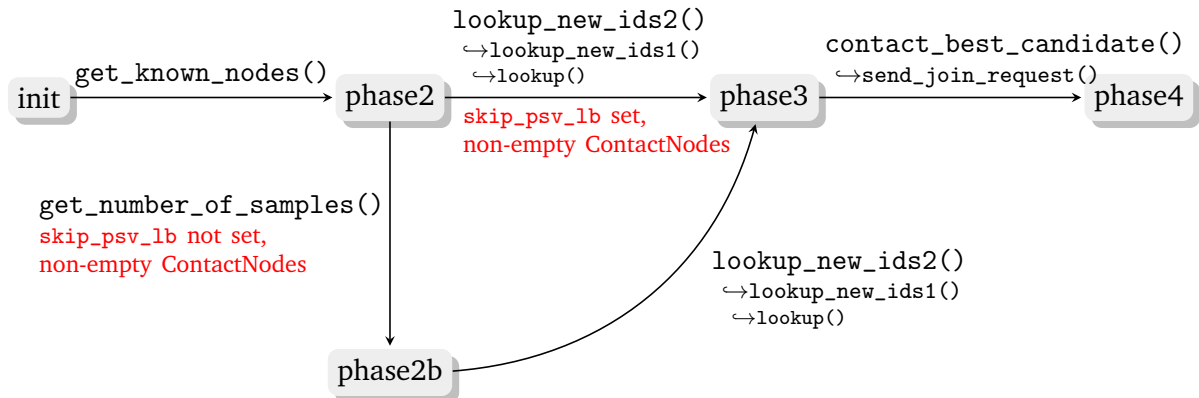 lookup_new_ids2()
↪lookup_new_ids1()
↪lookup()
get_known_nodes()
contact_best_candidate()
↪send_join_request()
init
phase2
phase3
phase4
skip_psv_lb set,
non-empty ContactNodes
get_number_of_samples()
skip_psv_lb not set,
non-empty ContactNodes
lookup_new_ids2()
↪lookup_new_ids1()
↪lookup()
phase2b